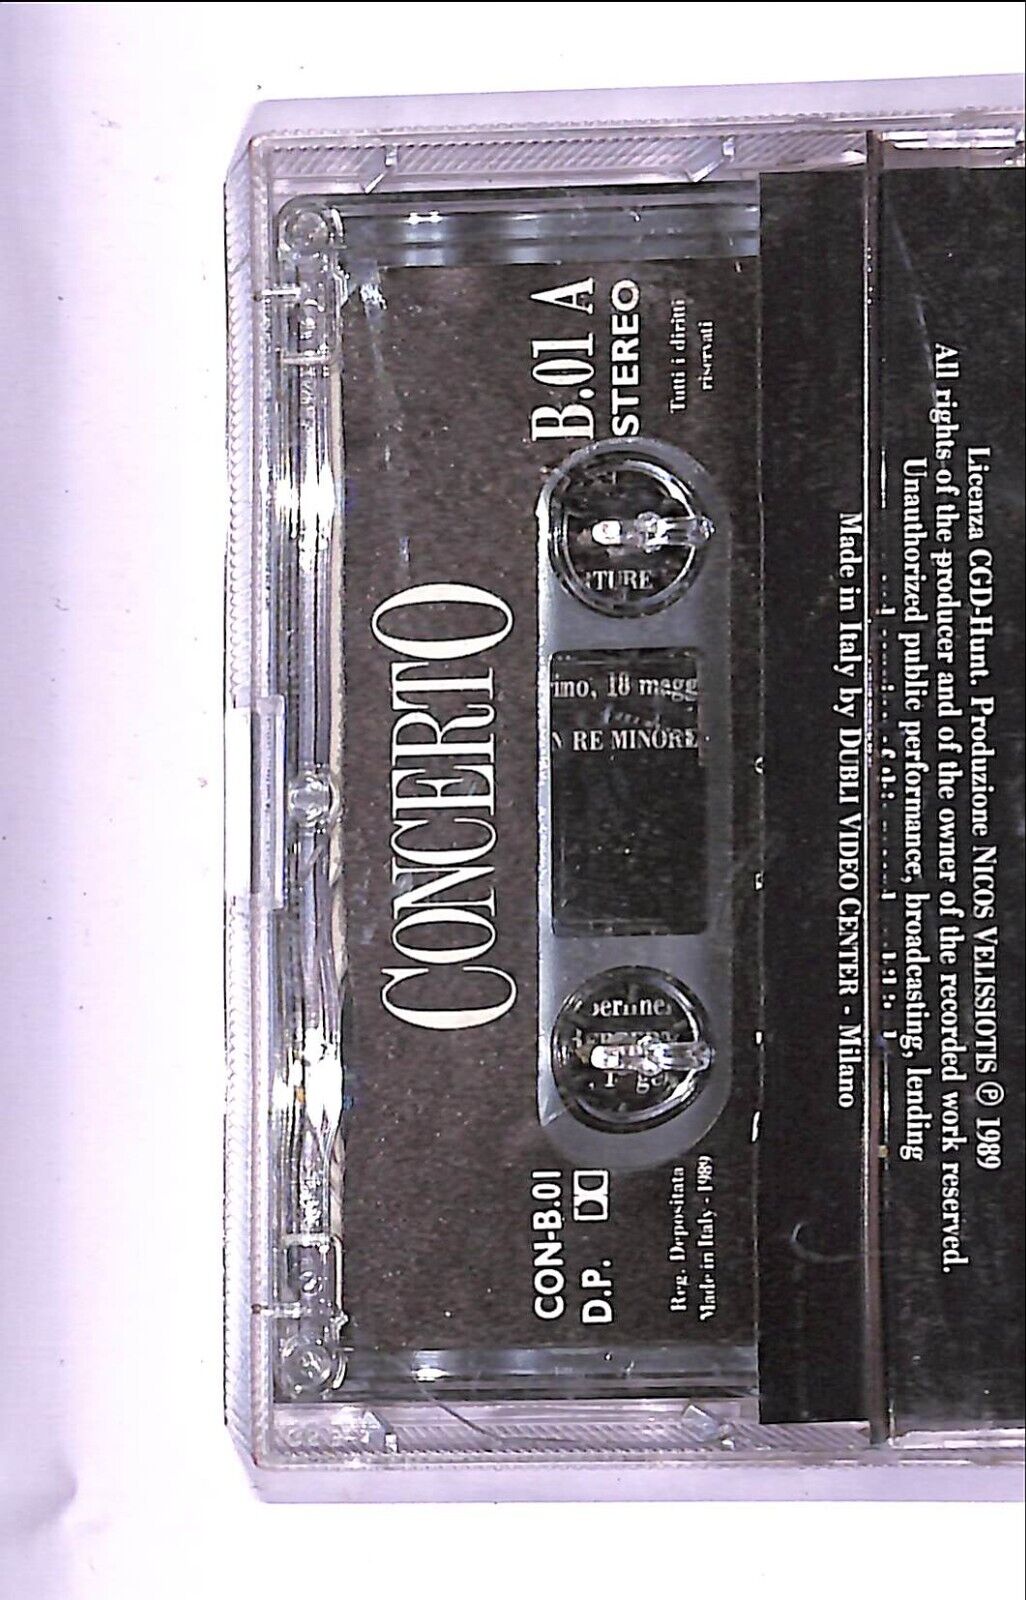 CONCERTO
CON-B.01
D.P.
B.01 A
STEREO
Reg. Depositata
Made in Italy - 1989
Tutti i diritti
riservati
TURE
ino, 18 magg
N RE MINORE
berliner
Licenza CGD-Hunt. Produzione NICOS VELISSIOTIS ℗ 1989
All rights of the producer and of the owner of the recorded work reserved.
Unauthorized public performance, broadcasting, lending
Made in Italy by DUBLI VIDEO CENTER - Milano